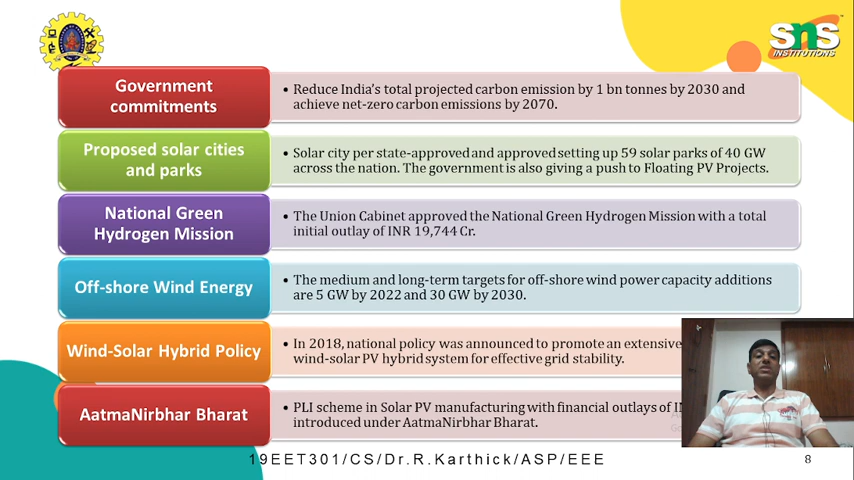 SNS
INSTITUTIONS
Government
commitments
• Reduce India's total projected carbon emission by 1 bn tonnes by 2030 and
achieve net-zero carbon emissions by 2070.
Proposed solar cities
and parks
• Solar city per state-approved and approved setting up 59 solar parks of 40 GW
across the nation. The government is also giving a push to Floating PV Projects.
National Green
Hydrogen Mission
• The Union Cabinet approved the National Green Hydrogen Mission with a total
initial outlay of INR 19,744 Cr.
Off-shore Wind Energy
• The medium and long-term targets for off-shore wind power capacity additions
are 5 GW by 2022 and 30 GW by 2030.
Wind-Solar Hybrid Policy
• In 2018, national policy was announced to promote an extensive
wind-solar PV hybrid system for effective grid stability.
AatmaNirbhar Bharat
• PLI scheme in Solar PV manufacturing with financial outlays of
introduced under AatmaNirbhar Bharat.
19EET301/CS/Dr.R.Karthick/ASP/EEE
8